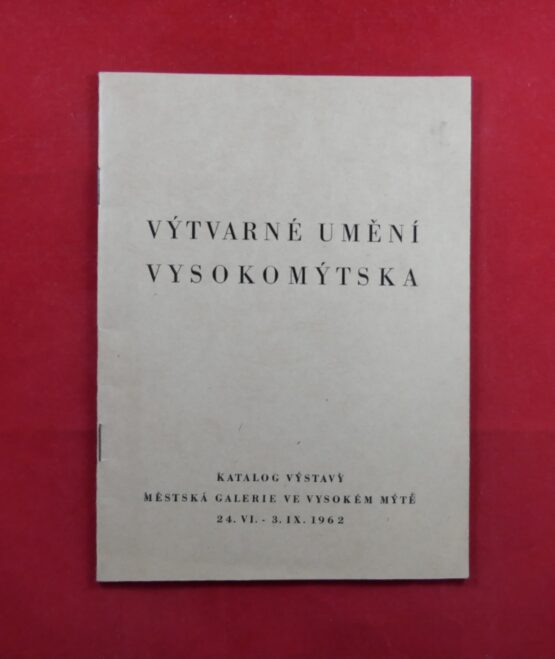 VÝTVARNÉ UMĚNÍ
VYSOKOMÝTSKA
KATALOG VÝSTAVY
MĚSTSKÁ GALERIE VE VYSOKÉM MÝTĚ
24. VI. - 3. IX. 1962